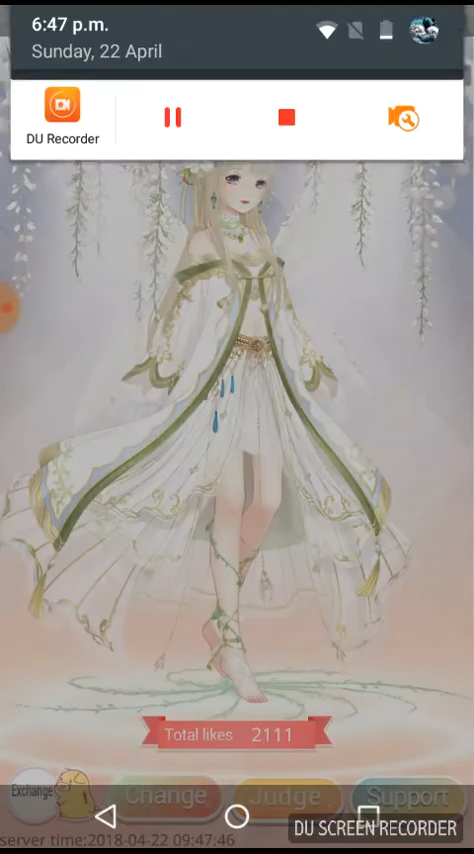 6:47 p.m.
Sunday, 22 April
DU Recorder
Total likes 2111
Exchange
Change
Judge
Support
DU SCREEN RECORDER
server time:2018-04-22 09:47:46